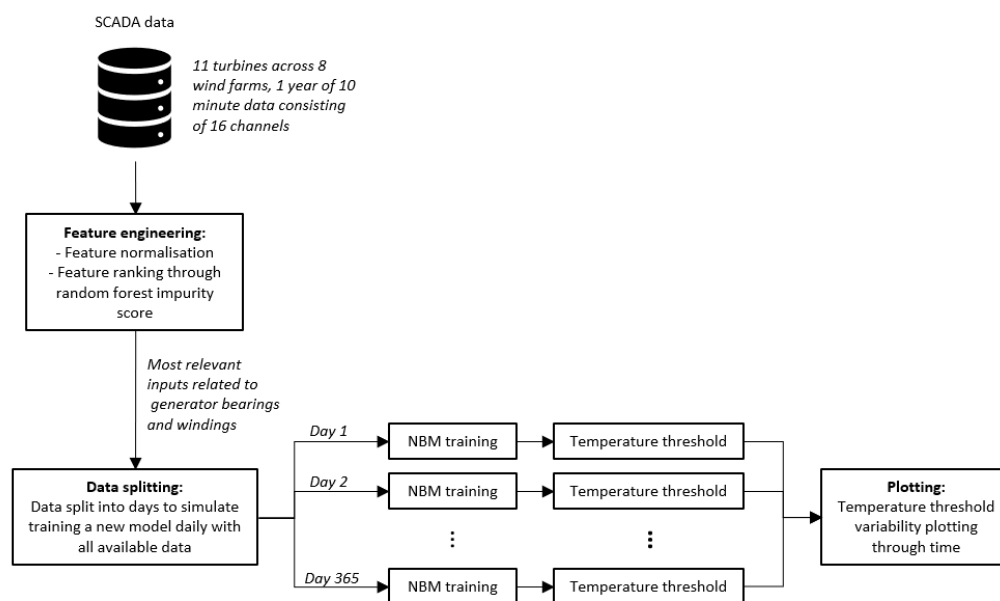 SCADA data
11 turbines across 8
wind farms, 1 year of 10
minute data consisting
of 16 channels
Feature engineering:
- Feature normalisation
- Feature ranking through
random forest impurity
score
Most relevant
inputs related to
generator bearings
and windings
Data splitting:
Data split into days to simulate
training a new model daily with
all available data
Day 1
NBM training
Temperature threshold
Day 2
NBM training
Temperature threshold
Day 365
NBM training
Temperature threshold
Plotting:
Temperature threshold
variability plotting
through time